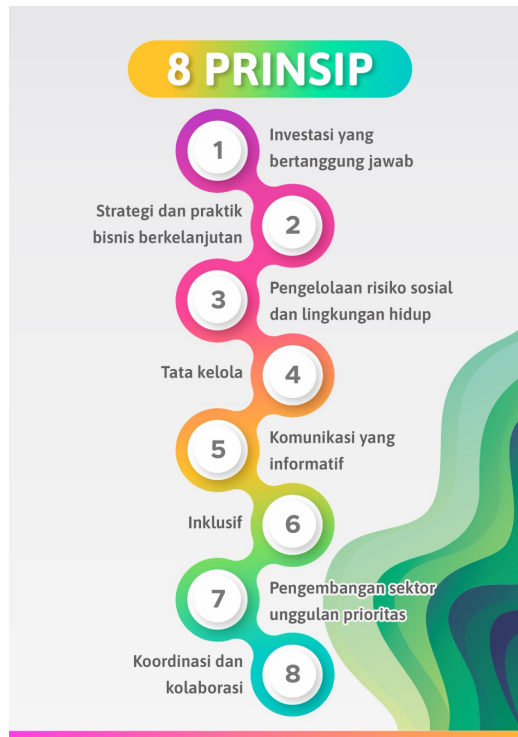 8 PRINSIP
1
Investasi yang
bertanggung jawab
Strategi dan praktik
bisnis berkelanjutan
2
3
Pengelolaan risiko sosial
dan lingkungan hidup
Tata kelola
4
5
Komunikasi yang
informatif
Inklusif
6
7
Pengembangan sektor
unggulan prioritas
Koordinasi dan
kolaborasi
8